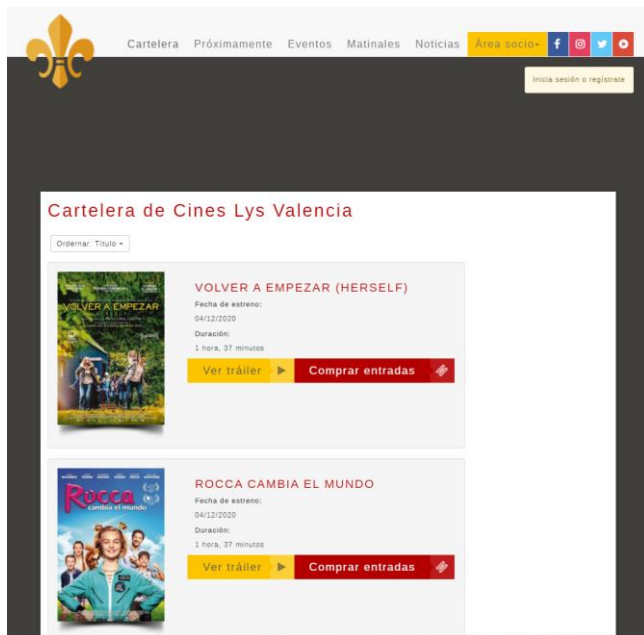 Cartelera Próximamente Eventos Matinales Noticias Área socio
Inicia sesión o regístrate
Cartelera de Cines Lys Valencia
Ordernar: Título
VOLVER A EMPEZAR
VOLVER A EMPEZAR (HERSELF)
Fecha de estreno:
04/12/2020
Duración:
1 hora, 37 minutos
Ver tráiler
Comprar entradas
Rocca
cambia el mundo
ROCCA CAMBIA EL MUNDO
Fecha de estreno:
04/12/2020
Duración:
1 hora, 37 minutos
Ver tráiler
Comprar entradas